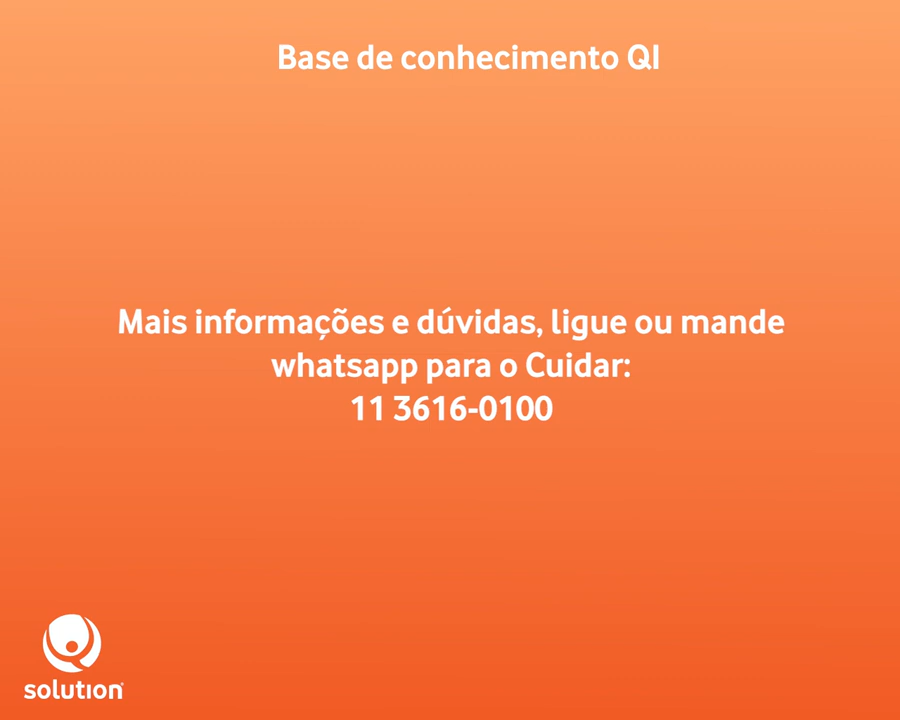 Base de conhecimento QI
Mais informações e dúvidas, ligue ou mande
whatsapp para o Cuidar:
11 3616-0100
solution